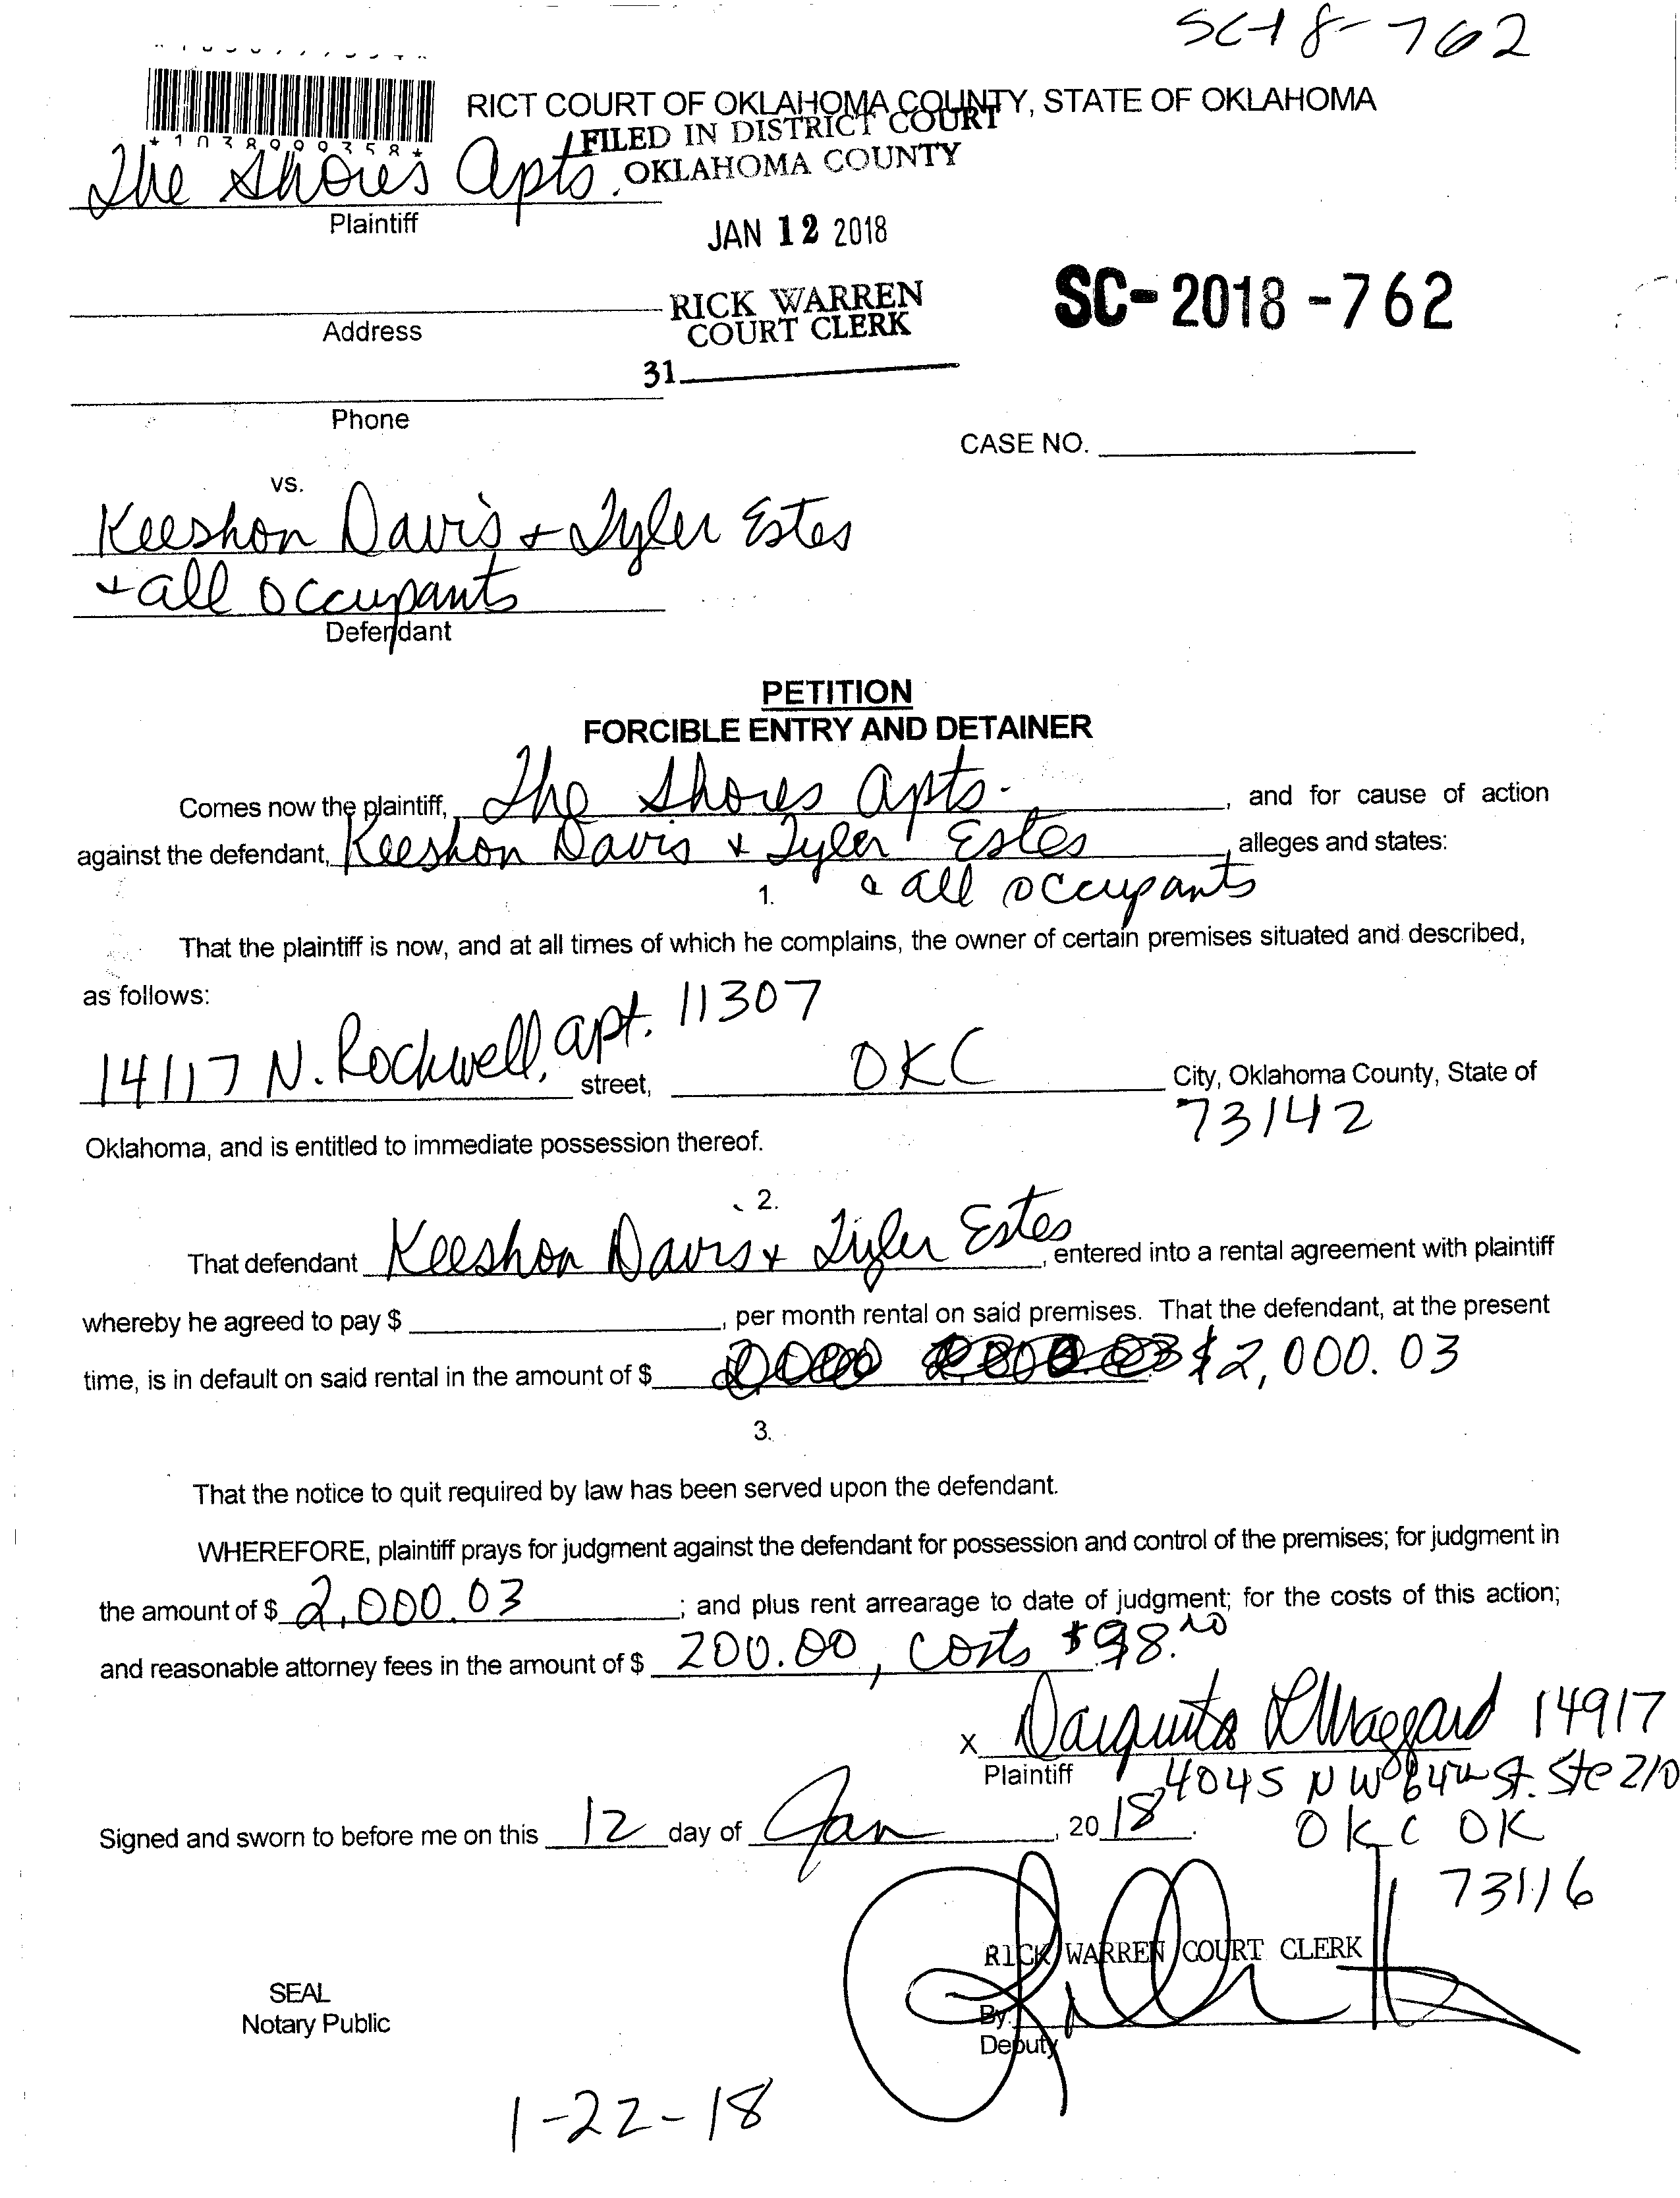 SC-18-762
RICT COURT OF OKLAHOMA COUNTY, STATE OF OKLAHOMA
FILED IN DISTRICT COURT
OKLAHOMA COUNTY
*1038999358*
The Shores Apts.
Plaintiff
JAN 12 2018
RICK WARREN
COURT CLERK
SC-2018-762
Address
31
Phone
CASE NO.
vs.
Keeshon Davis + Tyler Estes
+ all occupants
Defendant
PETITION
FORCIBLE ENTRY AND DETAINER
Comes now the plaintiff, The Shores Apts. , and for cause of action
against the defendant, Keeshon Davis + Tyler Estes , alleges and states:
1. & all occupants
That the plaintiff is now, and at all times of which he complains, the owner of certain premises situated and described,
as follows:
14117 N. Rockwell, apt. 11307 street, OKC City, Oklahoma County, State of
73142
Oklahoma, and is entitled to immediate possession thereof.
2.
That defendant Keeshon Davis + Tyler Estes , entered into a rental agreement with plaintiff
whereby he agreed to pay $ , per month rental on said premises. That the defendant, at the present
time, is in default on said rental in the amount of $ $2,000.03
3.
That the notice to quit required by law has been served upon the defendant.
WHEREFORE, plaintiff prays for judgment against the defendant for possession and control of the premises; for judgment in
the amount of $ 2,000.03 ; and plus rent arrearage to date of judgment; for the costs of this action;
and reasonable attorney fees in the amount of $ 200.00, costs $98.20
x Darquita L Maggard 14917
Plaintiff 4045 NW 64th St. Ste 210
Signed and sworn to before me on this 12 day of Jan , 20 18. OKC OK
73116
RICK WARREN COURT CLERK
SEAL
Notary Public
By:
Deputy
1-22-18